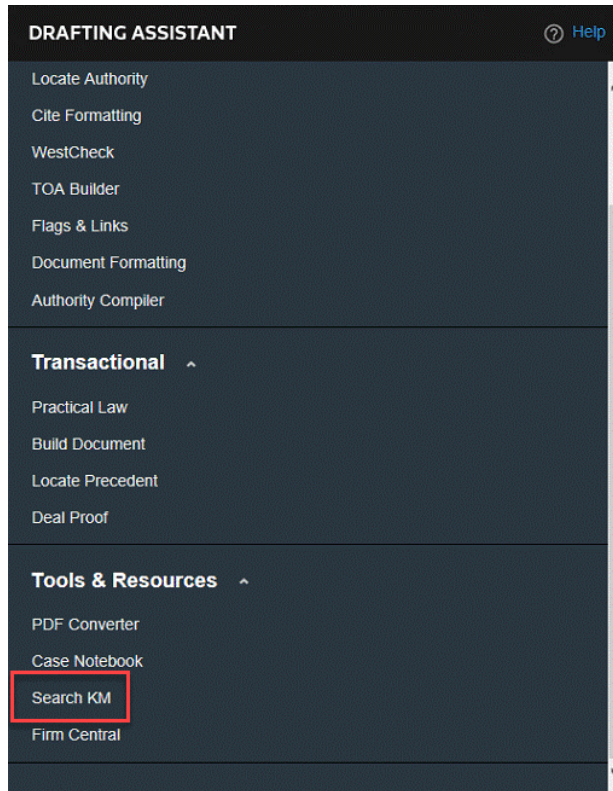 DRAFTING ASSISTANT Help
Locate Authority
Cite Formatting
WestCheck
TOA Builder
Flags & Links
Document Formatting
Authority Compiler
Transactional
Practical Law
Build Document
Locate Precedent
Deal Proof
Tools & Resources
PDF Converter
Case Notebook
Search KM
Firm Central